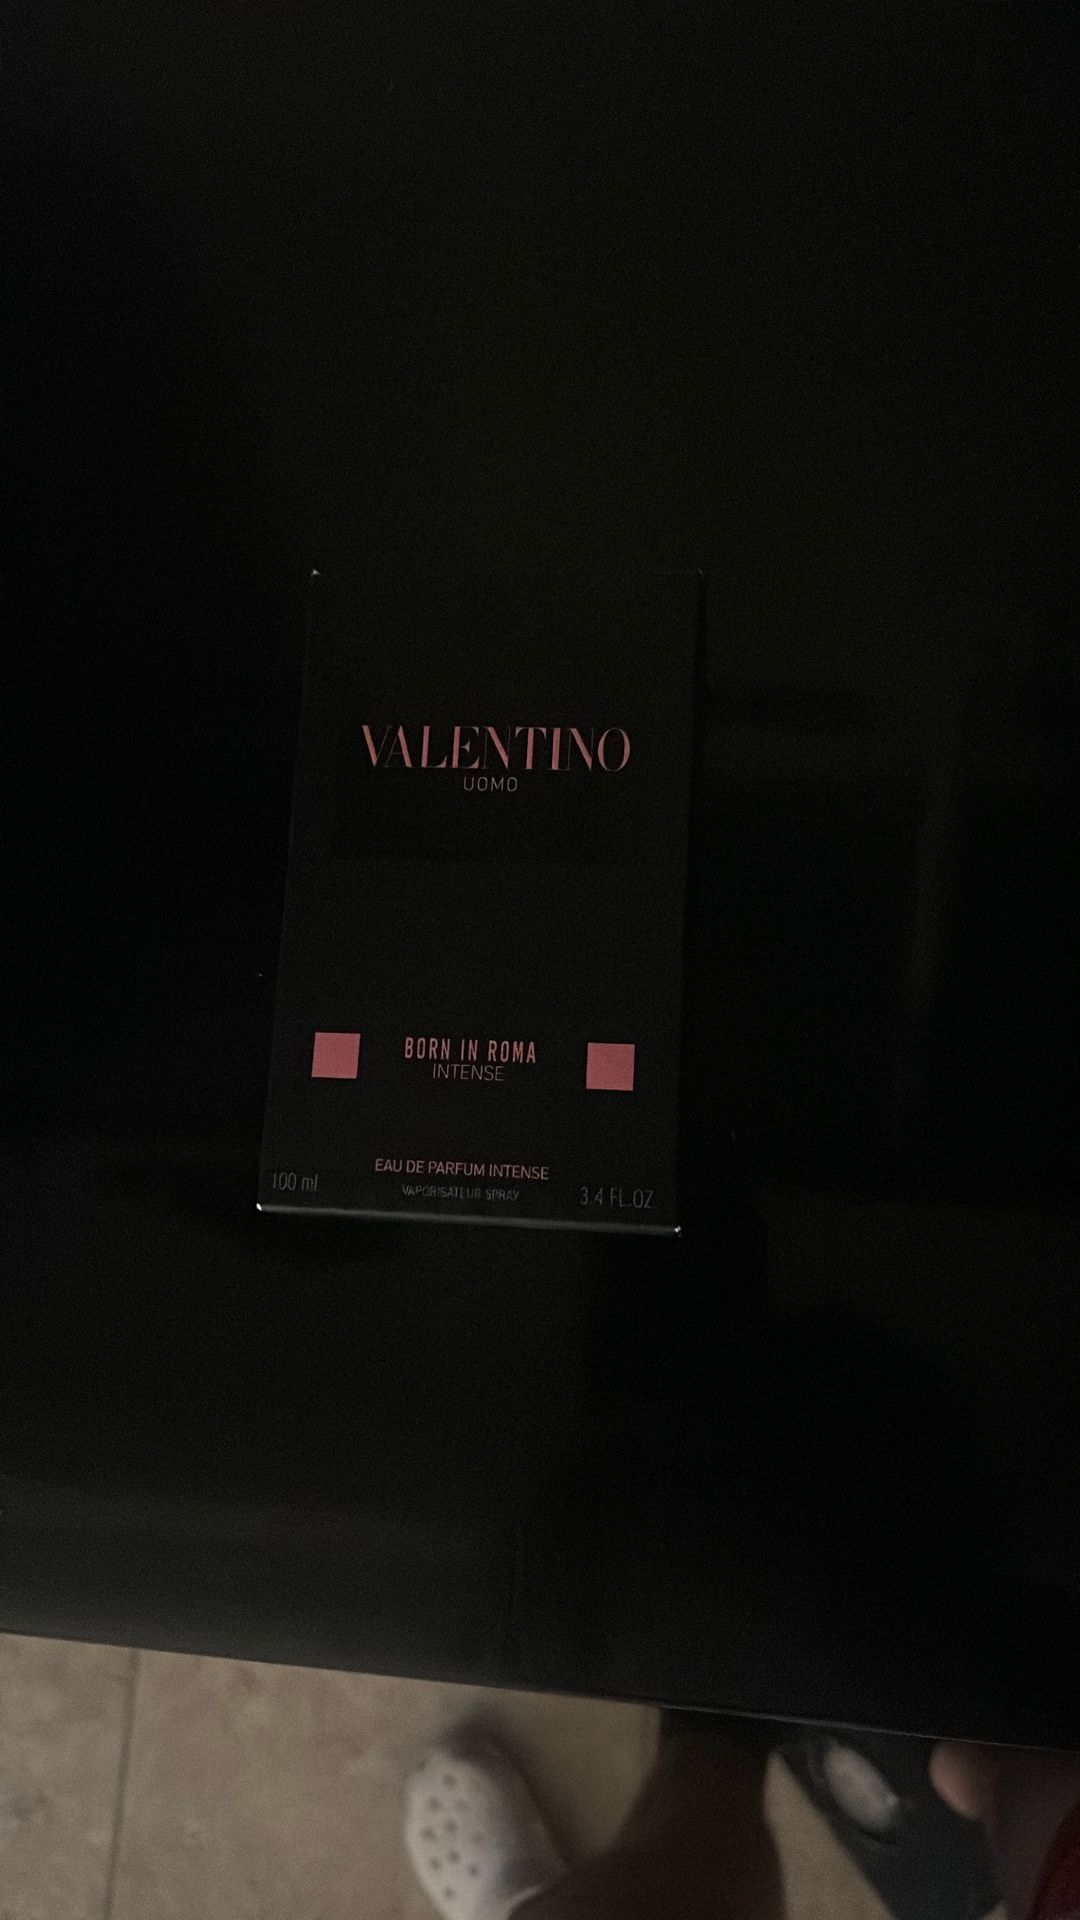 VALENTINO
UOMO
BORN IN ROMA
INTENSE
EAU DE PARFUM INTENSE
100 ml VAPORISATEUR SPRAY 3.4 FL.OZ